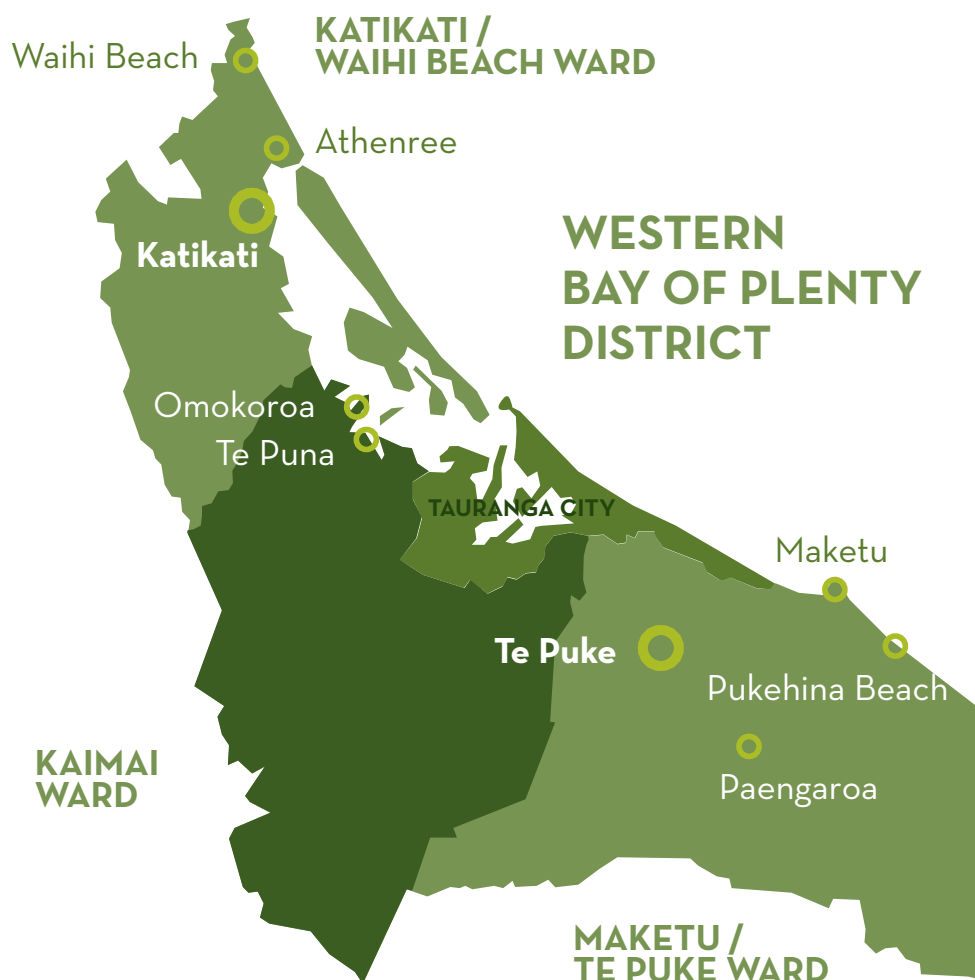 KATIKATI /
WAIHI BEACH WARD
Waihi Beach
Athenree
Katikati
WESTERN
BAY OF PLENTY
DISTRICT
Omokoroa
Te Puna
TAURANGA CITY
Maketu
Te Puke
Pukehina Beach
KAIMAI
WARD
Paengaroa
MAKETU /
TE PUKE WARD